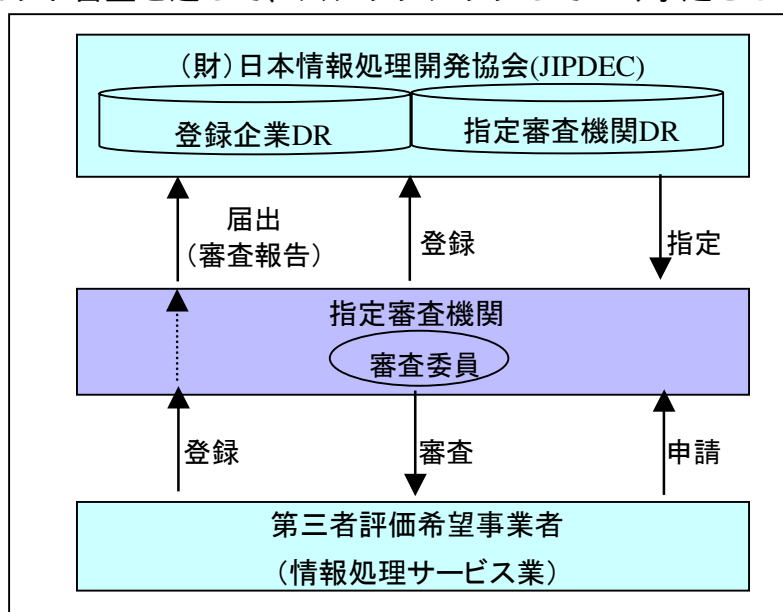 (財)日本情報処理開発協会(JIPDEC)
登録企業DR
指定審査機関DR
届出
(審査報告)
登録
指定
指定審査機関
審査委員
登録
審査
申請
第三者評価希望事業者
(情報処理サービス業)